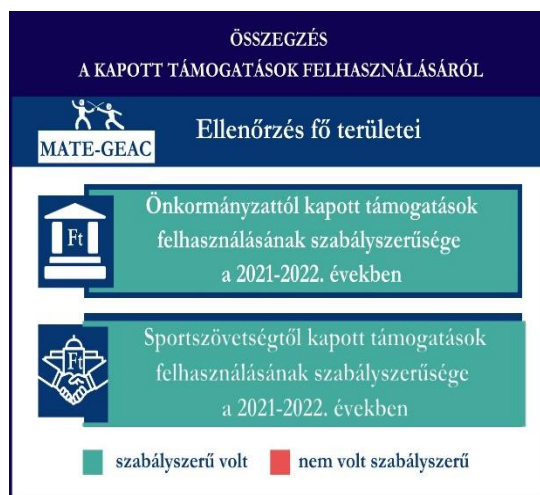 ÖSSZEGZÉS
A KAPOTT TÁMOGATÁSOK FELHASZNÁLÁSÁRÓL
MATE-GEAC
Ellenőrzés fő területei
Ft
Önkormányzattól kapott támogatások
felhasználásának szabályszerűsége
a 2021-2022. években
Ft
Sportszövetségtől kapott támogatások
felhasználásának szabályszerűsége
a 2021-2022. években
szabályszerű volt
nem volt szabályszerű